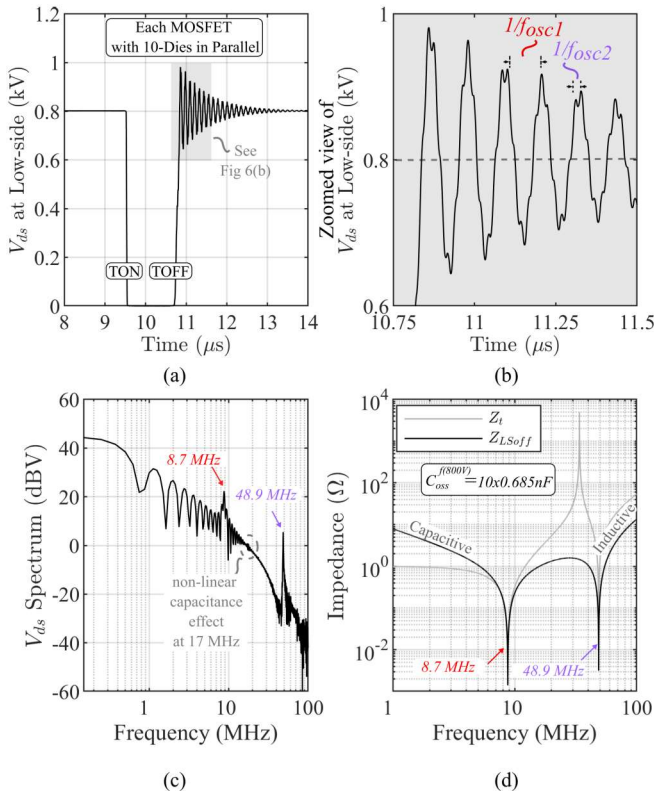 Each MOSFET
with 10-Dies in Parallel
See
Fig 6(b)
TON
TOFF
V_ds at Low-side (kV)
1.2
1
0.8
0.6
0.4
0.2
0
8 9 10 11 12 13 14
Time (μs)
(a)
1/f_osc1
1/f_osc2
Zoomed view of
V_ds at Low-side (kV)
1
0.8
0.6
10.75 11 11.25 11.5
Time (μs)
(b)
V_ds Spectrum (dBV)
60
40
20
0
-20
-40
-60
8.7 MHz
48.9 MHz
non-linear
capacitance
effect
at 17 MHz
1 10 100
Frequency (MHz)
(c)
Impedance (Ω)
10^4
10^2
10^0
10^-2
Z_t
Z_LSoff
C_oss^f(800V) =10x0.685nF
Capacitive
Inductive
8.7 MHz
48.9 MHz
1 10 100
Frequency (MHz)
(d)